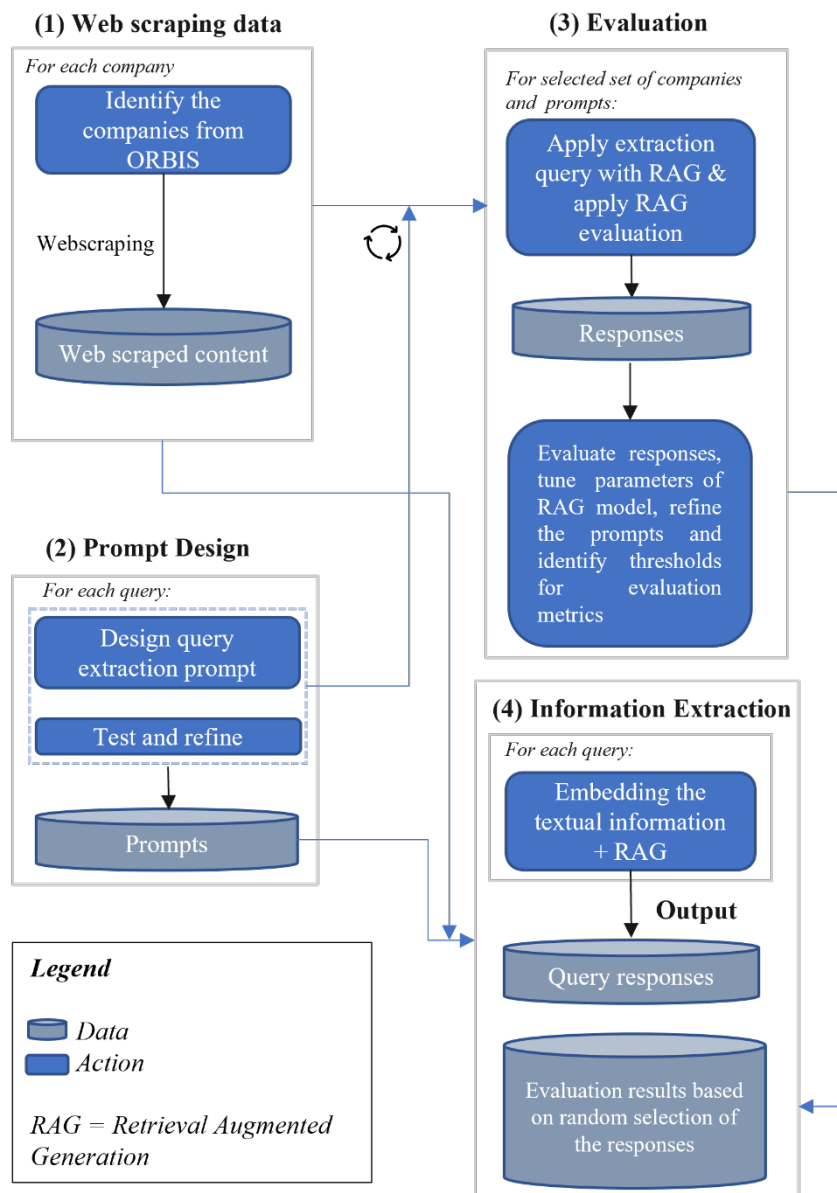 (1) Web scraping data
For each company
Identify the
companies from
ORBIS
Webscraping
Web scraped content
(2) Prompt Design
For each query:
Design query
extraction prompt
Test and refine
Prompts
Legend
Data
Action
RAG = Retrieval Augmented
Generation
(3) Evaluation
For selected set of companies
and prompts:
Apply extraction
query with RAG &
apply RAG
evaluation
Responses
Evaluate responses,
tune parameters of
RAG model, refine
the prompts and
identify thresholds
for evaluation
metrics
(4) Information Extraction
For each query:
Embedding the
textual information
+ RAG
Output
Query responses
Evaluation results based
on random selection of
the responses